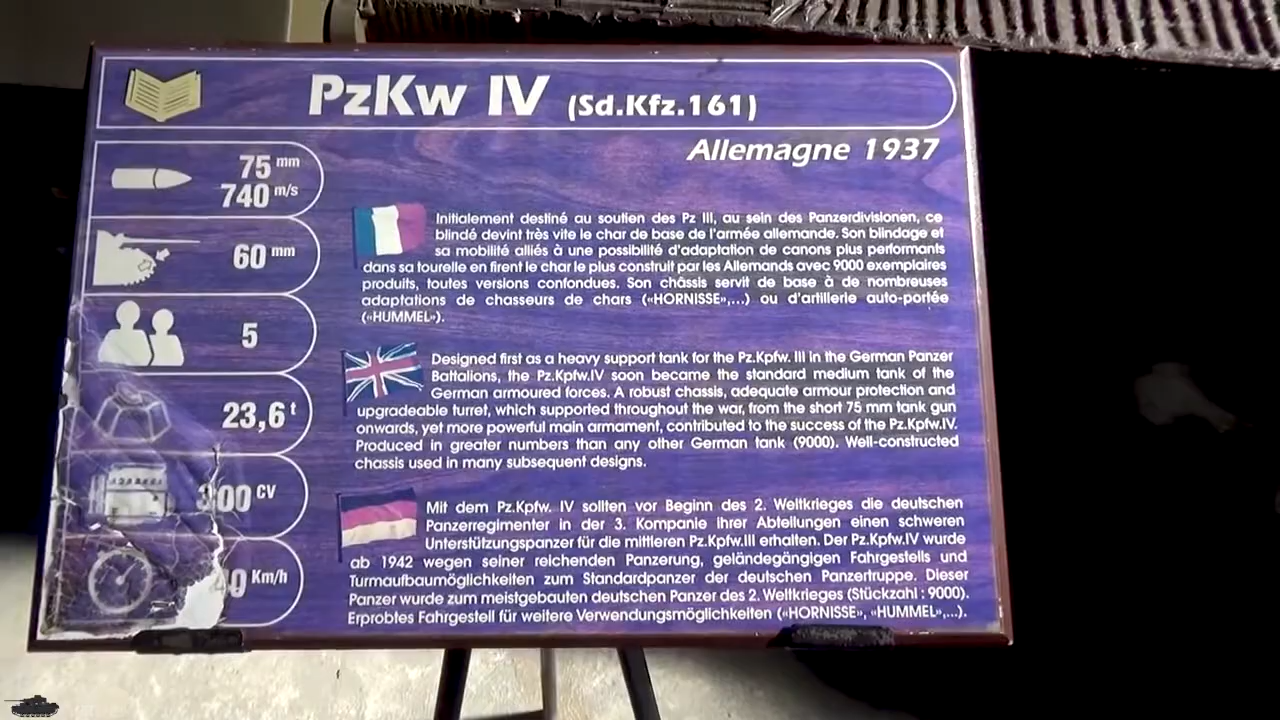 PzKw IV (Sd.Kfz.161)
Allemagne 1937
75 mm
740 m/s
60 mm
5
23,6 t
300 CV
40 Km/h
Initialement destiné au soutien des Pz III, au sein des Panzerdivisionen, ce
blindé devint très vite le char de base de l'armée allemande. Son blindage et
sa mobilité alliés à une possibilité d'adaptation de canons plus performants
dans sa tourelle en firent le char le plus construit par les Allemands avec 9000 exemplaires
produits, toutes versions confondues. Son châssis servit de base à de nombreuses
adaptations de chasseurs de chars («HORNISSE»,...) ou d'artillerie auto-portée
(«HUMMEL»).
Designed first as a heavy support tank for the Pz.Kpfw. III in the German Panzer
Battalions, the Pz.Kpfw.IV soon became the standard medium tank of the
German armoured forces. A robust chassis, adequate armour protection and
upgradeable turret, which supported throughout the war, from the short 75 mm tank gun
onwards, yet more powerful main armament, contributed to the success of the Pz.Kpfw.IV.
Produced in greater numbers than any other German tank (9000). Well-constructed
chassis used in many subsequent designs.
Mit dem Pz.Kpfw. IV sollten vor Beginn des 2. Weltkrieges die deutschen
Panzerregimenter in der 3. Kompanie ihrer Abteilungen einen schweren
Unterstützungspanzer für die mittleren Pz.Kpfw.III erhalten. Der Pz.Kpfw.IV wurde
ab 1942 wegen seiner reichenden Panzerung, geländegängigen Fahrgestells und
Turmaufbaumöglichkeiten zum Standardpanzer der deutschen Panzertruppe. Dieser
Panzer wurde zum meistgebauten deutschen Panzer des 2. Weltkrieges (Stückzahl : 9000).
Erprobtes Fahrgestell für weitere Verwendungsmöglichkeiten («HORNISSE», «HUMMEL»,...).